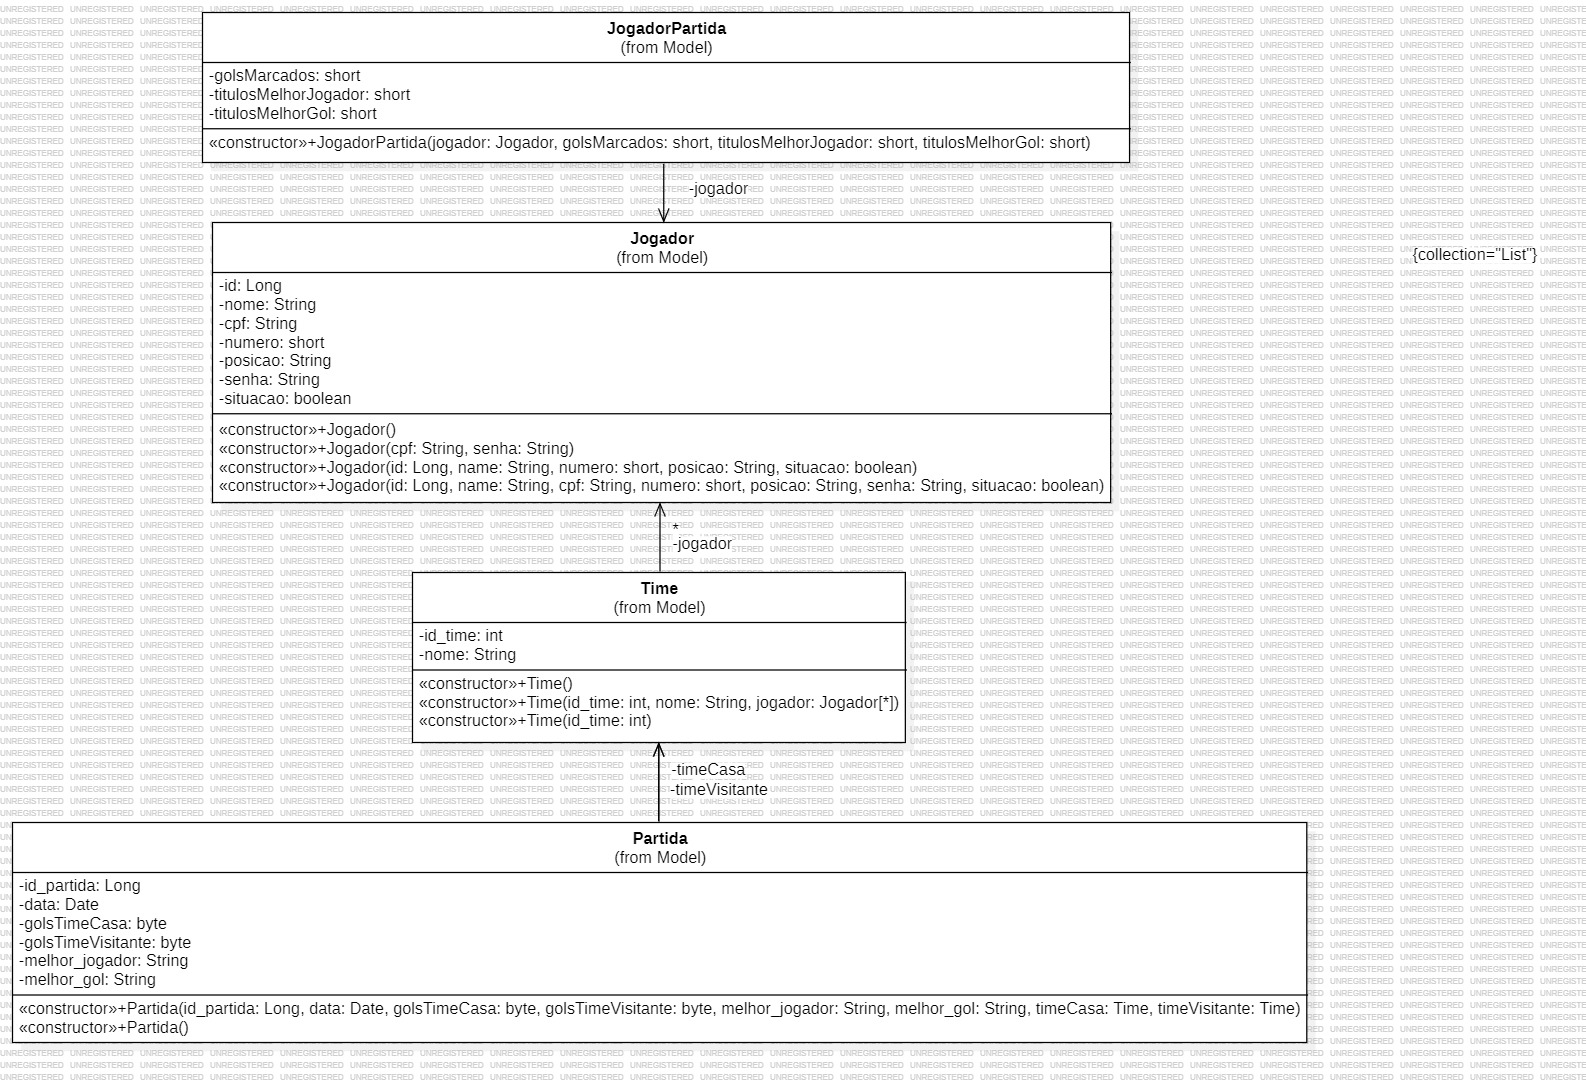 JogadorPartida
(from Model)
-golsMarcados: short
-titulosMelhorJogador: short
-titulosMelhorGol: short
«constructor»+JogadorPartida(jogador: Jogador, golsMarcados: short, titulosMelhorJogador: short, titulosMelhorGol: short)
-jogador
Jogador
(from Model)
{collection="List"}
-id: Long
-nome: String
-cpf: String
-numero: short
-posicao: String
-senha: String
-situacao: boolean
«constructor»+Jogador()
«constructor»+Jogador(cpf: String, senha: String)
«constructor»+Jogador(id: Long, name: String, numero: short, posicao: String, situacao: boolean)
«constructor»+Jogador(id: Long, name: String, cpf: String, numero: short, posicao: String, senha: String, situacao: boolean)
*
-jogador
Time
(from Model)
-id_time: int
-nome: String
«constructor»+Time()
«constructor»+Time(id_time: int, nome: String, jogador: Jogador[*])
«constructor»+Time(id_time: int)
-timeCasa
-timeVisitante
Partida
(from Model)
-id_partida: Long
-data: Date
-golsTimeCasa: byte
-golsTimeVisitante: byte
-melhor_jogador: String
-melhor_gol: String
«constructor»+Partida(id_partida: Long, data: Date, golsTimeCasa: byte, golsTimeVisitante: byte, melhor_jogador: String, melhor_gol: String, timeCasa: Time, timeVisitante: Time)
«constructor»+Partida()
UNREGISTERED